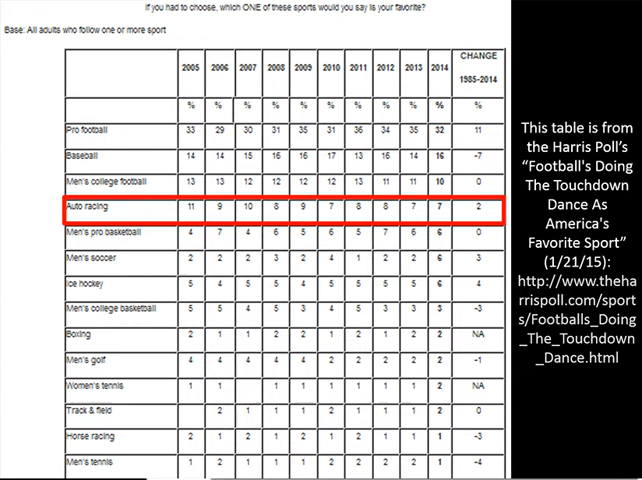 If you had to choose, which ONE of these sports would you say is your favorite?
Base: All adults who follow one or more sport
2005 2006 2007 2008 2009 2010 2011 2012 2013 2014 CHANGE
1985-2014
% % % % % % % % % % %
Pro football 33 29 30 31 35 31 36 34 35 32 11
Baseball 14 14 15 16 16 17 13 16 14 16 -7
Men's college football 13 13 12 12 12 12 13 11 11 10 0
Auto racing 11 9 10 8 9 7 8 8 7 7 2
Men's pro basketball 4 7 4 6 5 6 5 7 6 6 0
Men's soccer 2 2 2 3 2 4 1 2 2 6 3
Ice hockey 5 4 5 4 4 5 5 5 5 6 4
Men's college basketball 5 5 4 5 3 4 5 3 3 3 -3
Boxing 2 1 1 2 2 1 1 1 2 2 NA
Men's golf 4 4 4 4 4 4 2 2 2 2 -1
Women's tennis 1 1 1 1 1 1 1 1 2 NA
Track & field 2 1 1 1 2 1 2 1 2 0
Horse racing 2 1 2 1 2 1 1 1 1 1 -3
Men's tennis 1 2 1 1 1 1 2 2 2 1 -4
This table is from
the Harris Poll's
“Football's Doing
The Touchdown
Dance As
America's
Favorite Sport”
(1/21/15):
http://www.theha
rrispoll.com/sport
s/Footballs_Doing
_The_Touchdown
_Dance.html